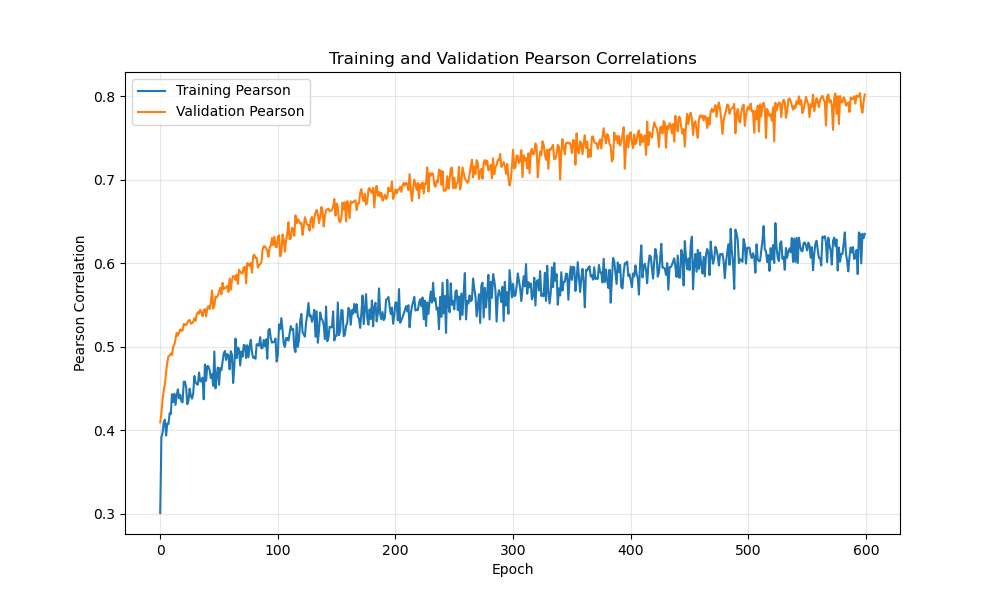 Training and Validation Pearson Correlations
Training Pearson
Validation Pearson
Pearson Correlation
0.8
0.7
0.6
0.5
0.4
0.3
0 100 200 300 400 500 600
Epoch